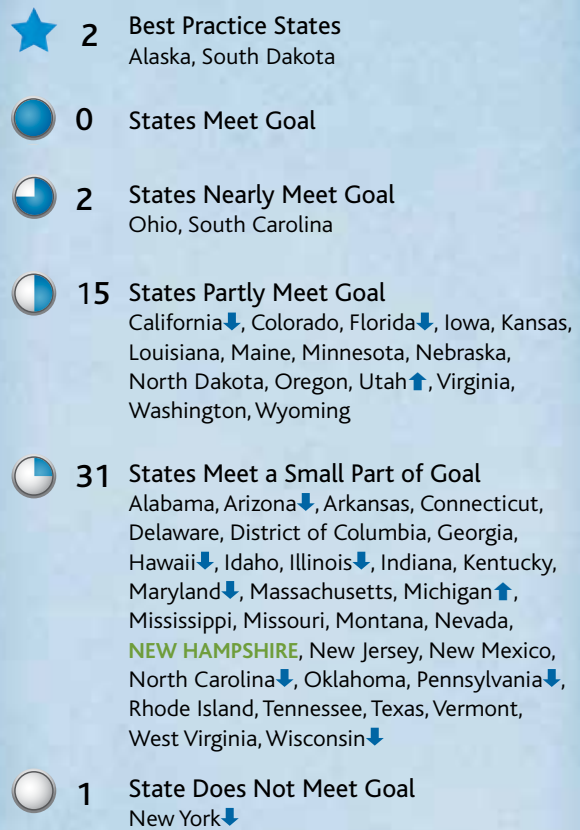 2 Best Practice States
Alaska, South Dakota
0 States Meet Goal
2 States Nearly Meet Goal
Ohio, South Carolina
15 States Partly Meet Goal
California⬇, Colorado, Florida⬇, Iowa, Kansas,
Louisiana, Maine, Minnesota, Nebraska,
North Dakota, Oregon, Utah⬆, Virginia,
Washington, Wyoming
31 States Meet a Small Part of Goal
Alabama, Arizona⬇, Arkansas, Connecticut,
Delaware, District of Columbia, Georgia,
Hawaii⬇, Idaho, Illinois⬇, Indiana, Kentucky,
Maryland⬇, Massachusetts, Michigan⬆,
Mississippi, Missouri, Montana, Nevada,
NEW HAMPSHIRE, New Jersey, New Mexico,
North Carolina⬇, Oklahoma, Pennsylvania⬇,
Rhode Island, Tennessee, Texas, Vermont,
West Virginia, Wisconsin⬇
1 State Does Not Meet Goal
New York⬇